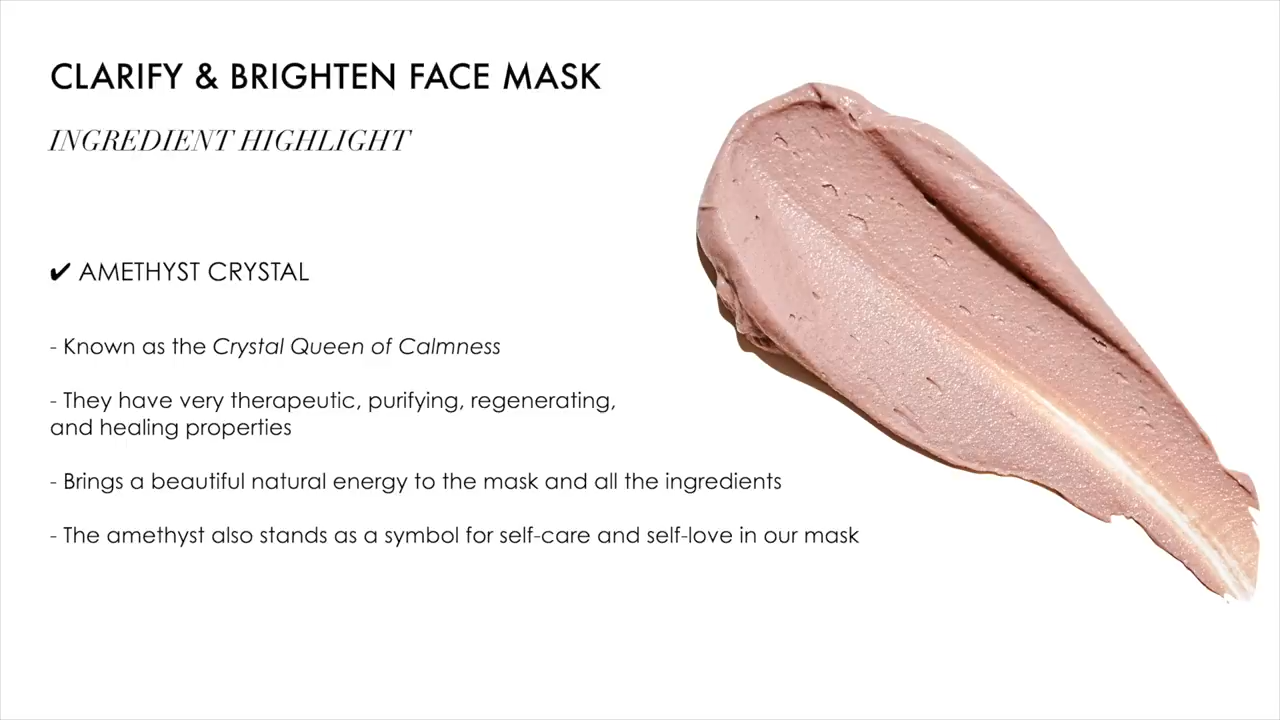 CLARIFY & BRIGHTEN FACE MASK
INGREDIENT HIGHLIGHT
✔ AMETHYST CRYSTAL
- Known as the Crystal Queen of Calmness
- They have very therapeutic, purifying, regenerating,
and healing properties
- Brings a beautiful natural energy to the mask and all the ingredients
- The amethyst also stands as a symbol for self-care and self-love in our mask